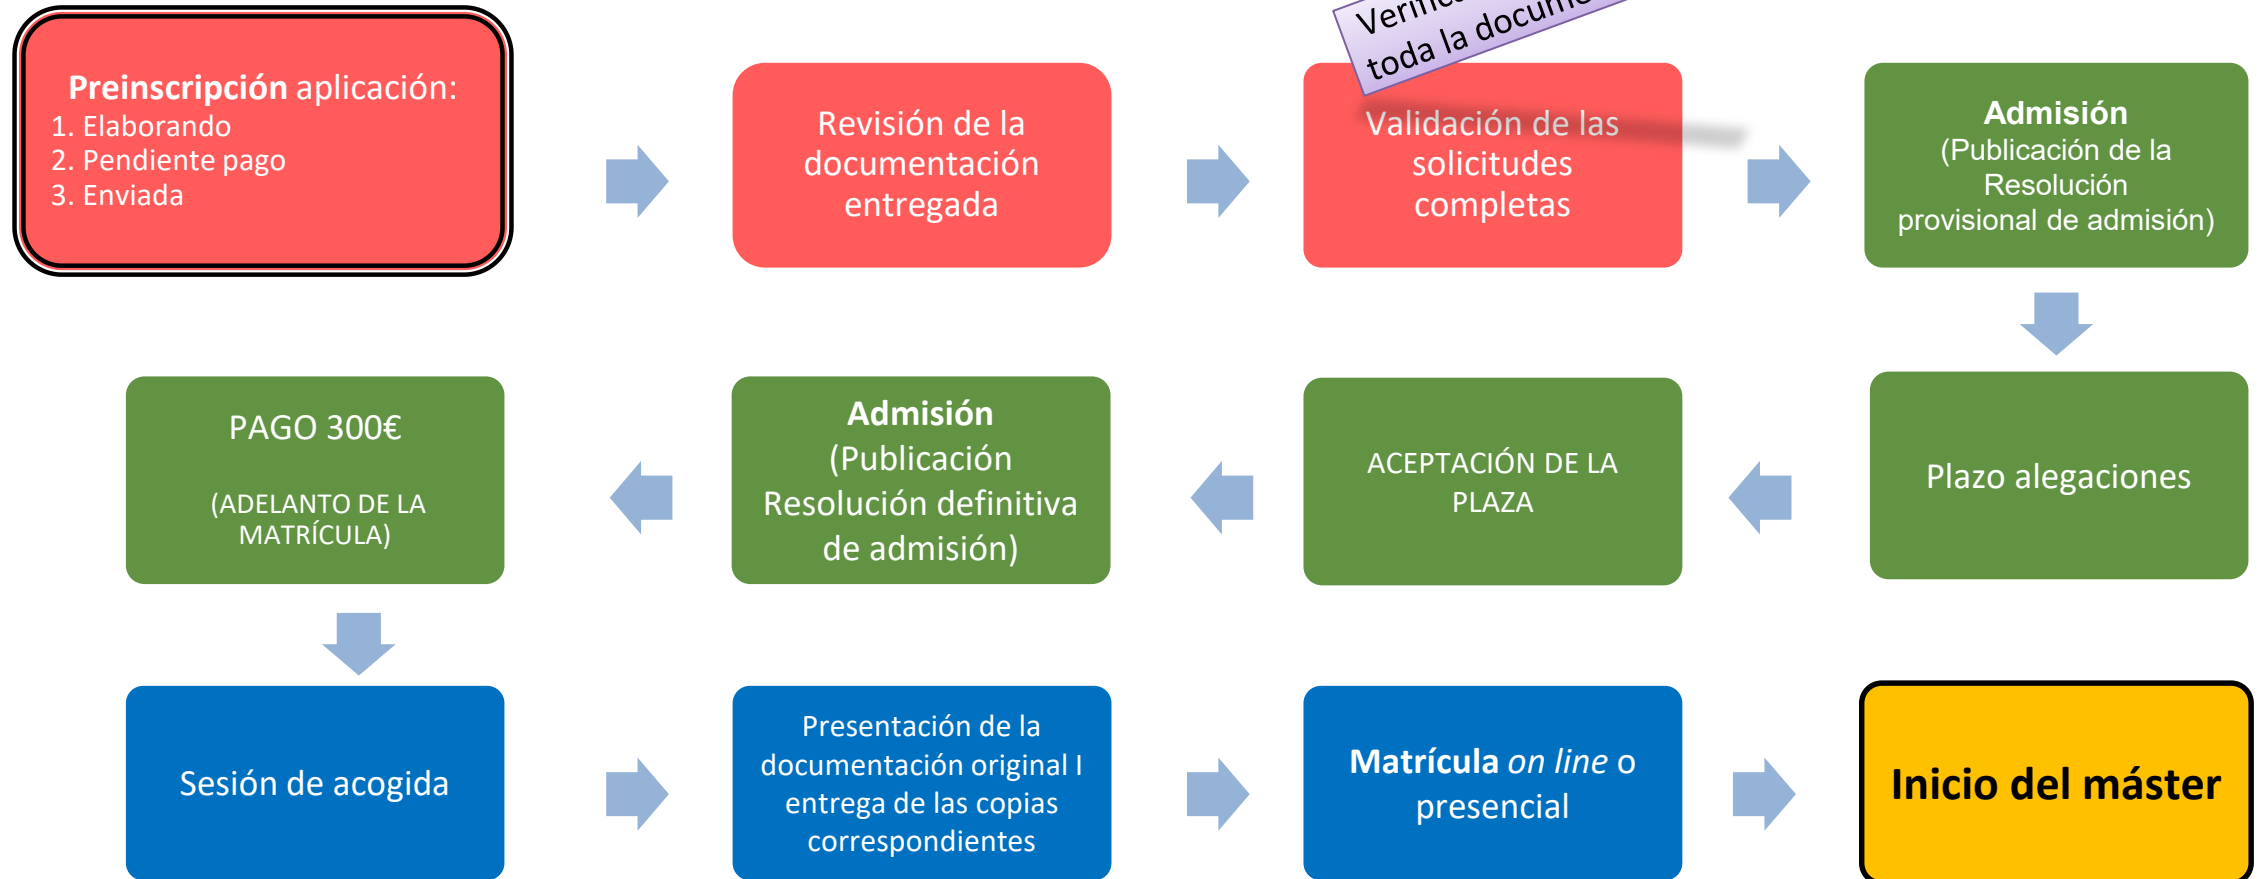 toda la
Preinscripción aplicación:
1. Elaborando
2. Pendiente pago
3. Enviada
Revisión de la
documentación
entregada
Validación de las
solicitudes
completas
Admisión
(Publicación de la
Resolución
provisional de admisión)
Plazo alegaciones
ACEPTACIÓN DE LA
PLAZA
Admisión
(Publicación
Resolución definitiva
de admisión)
PAGO 300€
(ADELANTO DE LA
MATRÍCULA)
Sesión de acogida
Presentación de la
documentación original I
entrega de las copias
correspondientes
Matrícula on line o
presencial
Inicio del máster